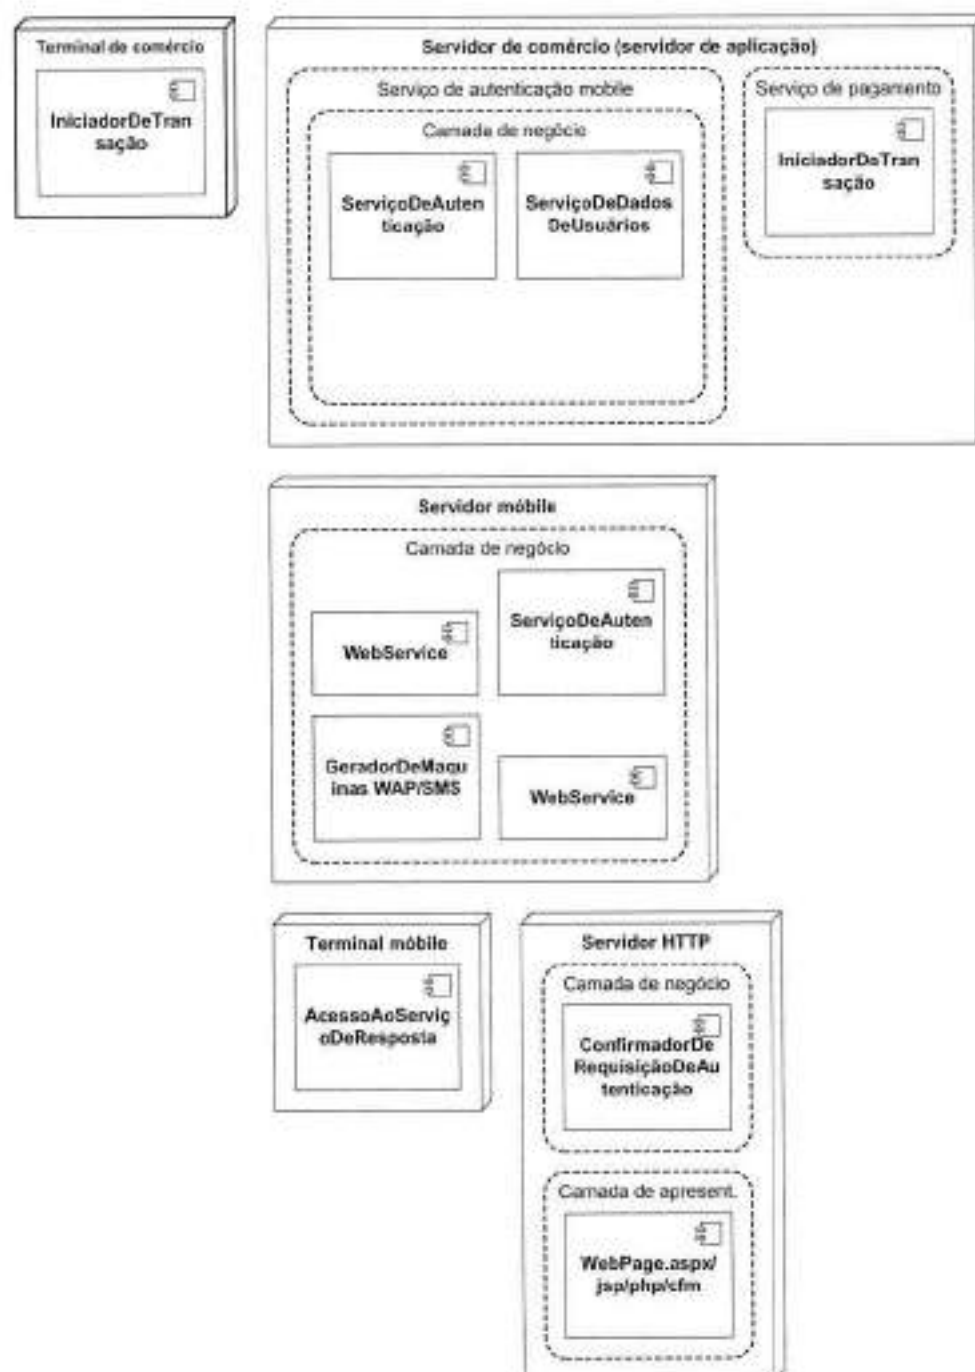 Terminal de comércio
IniciadorDeTran
sação
Servidor de comércio (servidor de aplicação)
Serviço de autenticação mobile
Camada de negócio
ServiçoDeAuten
ticação
ServiçoDeDados
DeUsuários
Serviço de pagamento
IniciadorDaTran
sação
Servidor móbile
Camada de negócio
WebService
ServiçoDeAuten
ticação
GeradorDeMaqu
inas WAP/SMS
WebService
Terminal móbile
AcessoAoServiç
oDeResposta
Servidor HTTP
Camada de negócio
ConfirmadorDe
RequisiçãoDeAu
tenticação
Camada de apresent.
WebPage.aspx/
jsp/php/cfm